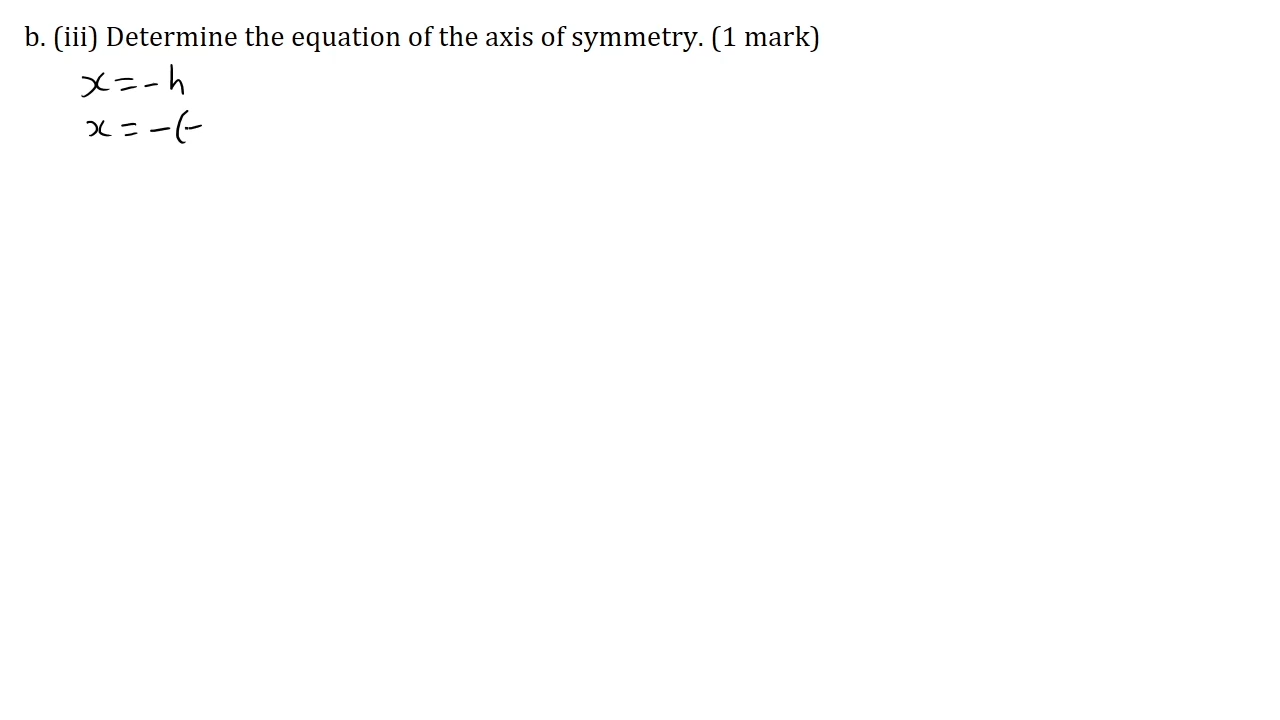 b. (iii) Determine the equation of the axis of symmetry. (1 mark)
x = - h
x = - (-